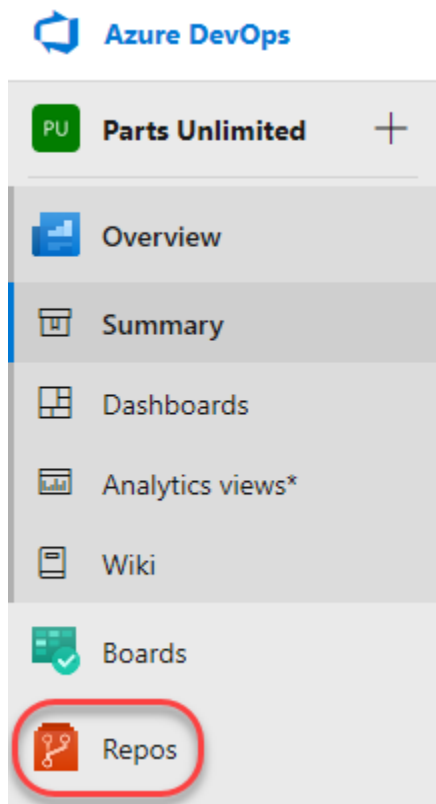 Azure DevOps
PU Parts Unlimited
Overview
Summary
Dashboards
Analytics views*
Wiki
Boards
Repos